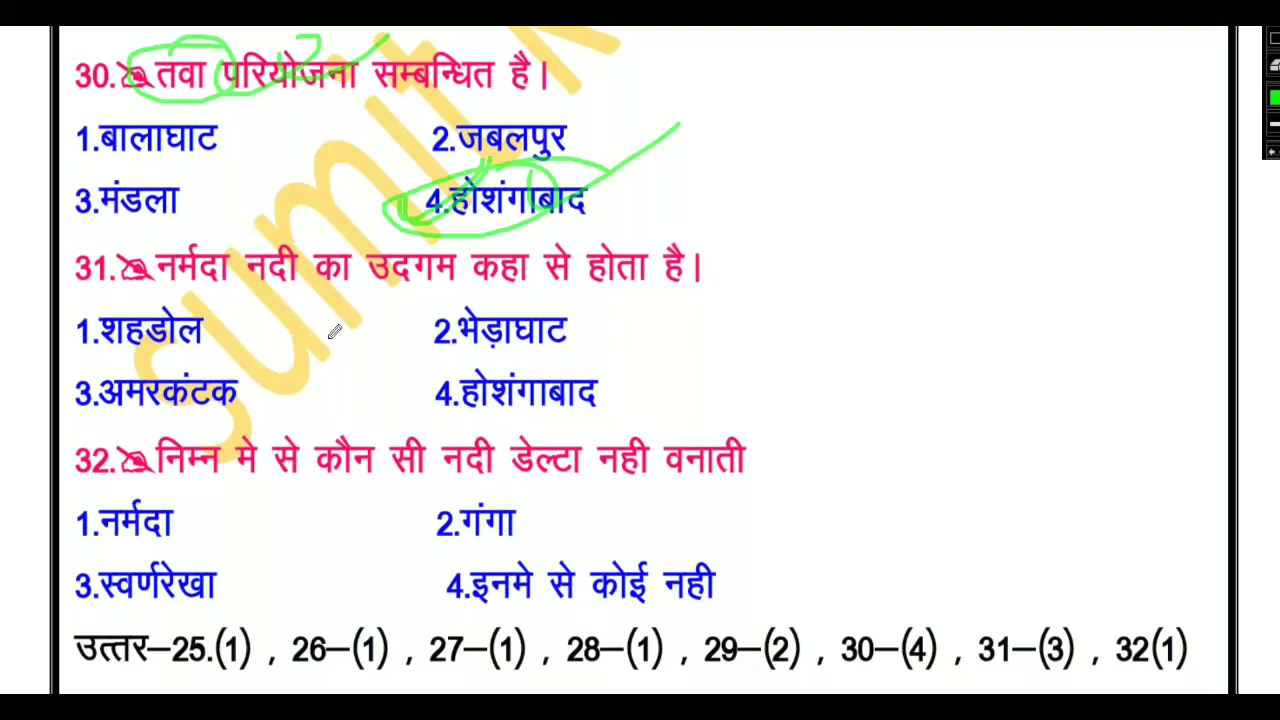 30. तवा परियोजना सम्बन्धित है।
1.बालाघाट 2.जबलपुर
3.मंडला 4.होशंगाबाद
31. नर्मदा नदी का उदगम कहा से होता है।
1.शहडोल 2.भेड़ाघाट
3.अमरकंटक 4.होशंगाबाद
32. निम्न मे से कौन सी नदी डेल्टा नही वनाती
1.नर्मदा 2.गंगा
3.स्वर्णरेखा 4.इनमे से कोई नही
उत्तर–25.(1) , 26–(1) , 27–(1) , 28–(1) , 29–(2) , 30–(4) , 31–(3) , 32(1)
sumit